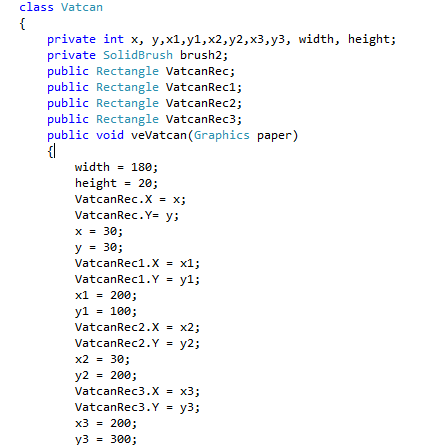 class Vatcan
{
private int x, y,x1,y1,x2,y2,x3,y3, width, height;
private SolidBrush brush2;
public Rectangle VatcanRec;
public Rectangle VatcanRec1;
public Rectangle VatcanRec2;
public Rectangle VatcanRec3;
public void veVatcan(Graphics paper)
{
width = 180;
height = 20;
VatcanRec.X = x;
VatcanRec.Y= y;
x = 30;
y = 30;
VatcanRec1.X = x1;
VatcanRec1.Y = y1;
x1 = 200;
y1 = 100;
VatcanRec2.X = x2;
VatcanRec2.Y = y2;
x2 = 30;
y2 = 200;
VatcanRec3.X = x3;
VatcanRec3.Y = y3;
x3 = 200;
y3 = 300;